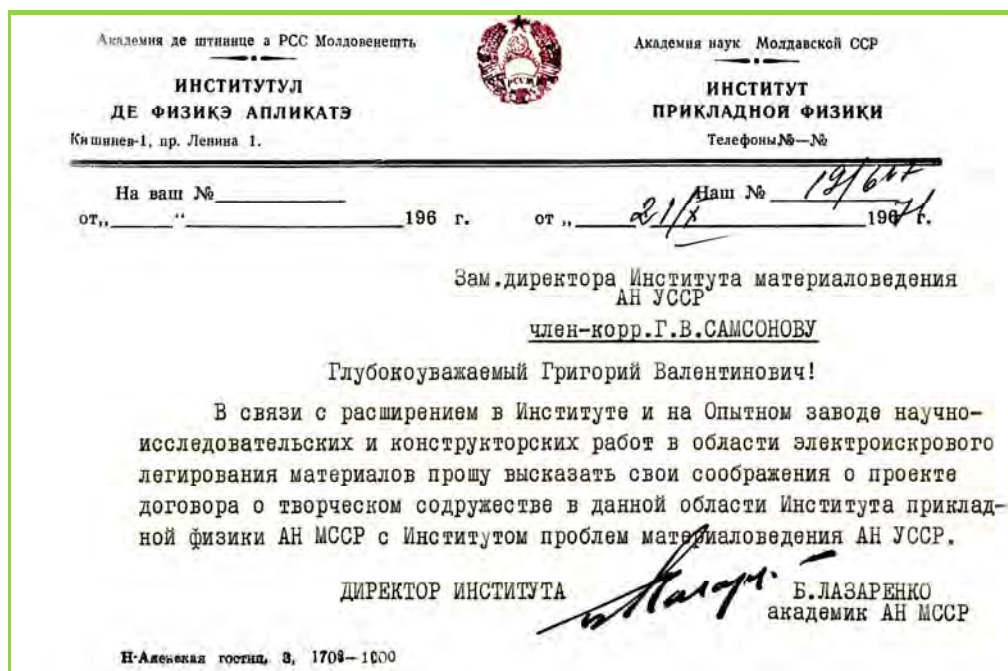 Академия де штиинце а РСС Молдовенешть
ИНСТИТУТУЛ
ДЕ ФИЗИКЭ АПЛИКАТЭ
Кишинев-1, пр. Ленина 1.
Академия наук Молдавской ССР
ИНСТИТУТ
ПРИКЛАДНОЙ ФИЗИКИ
Телефоны №—№
РССМ
На ваш №
от „ “ 196 г.
Наш № 19/647
от „ 21/X 1971 г.
Зам.директора Института материаловедения
АН УССР
член-корр.Г.В.САМСОНОВУ
Глубокоуважаемый Григорий Валентинович!
В связи с расширением в Институте и на Опытном заводе научно-
исследовательских и конструкторских работ в области электроискрового
легирования материалов прошу высказать свои соображения о проекте
договора о творческом содружестве в данной области Института приклад-
ной физики АН МССР с Институтом проблем материаловедения АН УССР.
ДИРЕКТОР ИНСТИТУТА
Б.ЛАЗАРЕНКО
академик АН МССР
3, 1708—1000